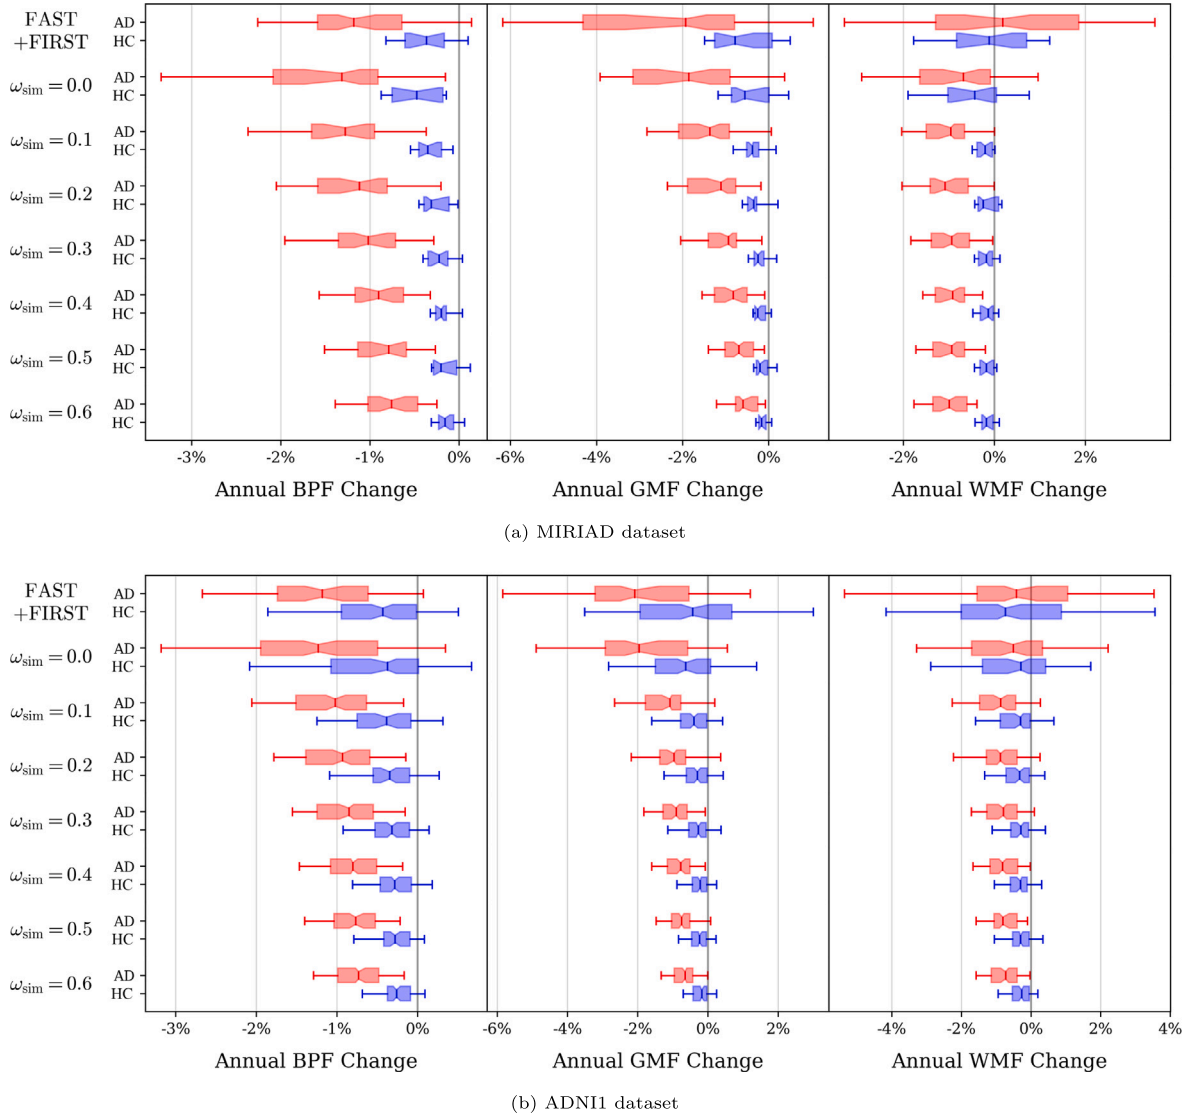 FAST
+FIRST
AD
HC
ω_sim = 0.0
AD
HC
ω_sim = 0.1
AD
HC
ω_sim = 0.2
AD
HC
ω_sim = 0.3
AD
HC
ω_sim = 0.4
AD
HC
ω_sim = 0.5
AD
HC
ω_sim = 0.6
AD
HC
-3% -2% -1% 0% -6% -4% -2% 0% -2% 0% 2%
Annual BPF Change Annual GMF Change Annual WMF Change
(a) MIRIAD dataset
FAST
+FIRST
AD
HC
ω_sim = 0.0
AD
HC
ω_sim = 0.1
AD
HC
ω_sim = 0.2
AD
HC
ω_sim = 0.3
AD
HC
ω_sim = 0.4
AD
HC
ω_sim = 0.5
AD
HC
ω_sim = 0.6
AD
HC
-3% -2% -1% 0% -6% -4% -2% 0% -4% -2% 0% 2% 4%
Annual BPF Change Annual GMF Change Annual WMF Change
(b) ADNI1 dataset